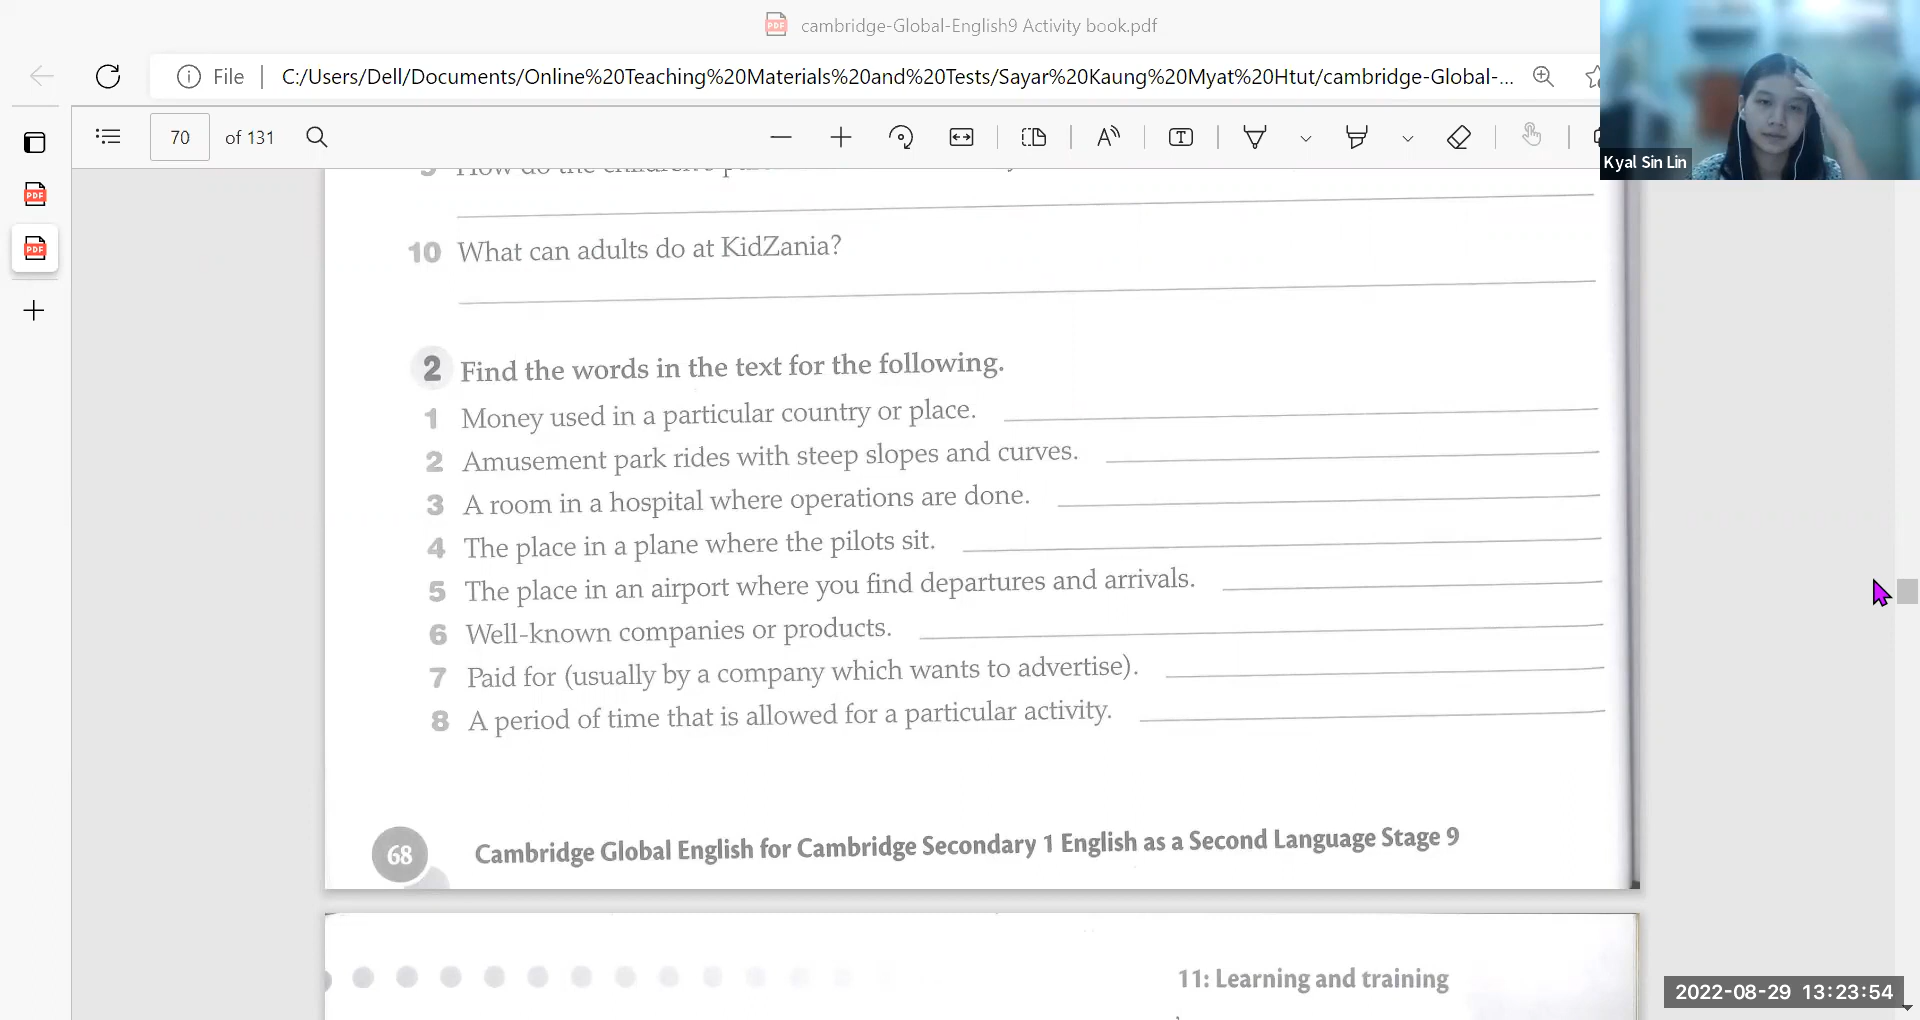 cambridge-Global-English9 Activity book.pdf
File
C:/Users/Dell/Documents/Online%20Teaching%20Materials%20and%20Tests/Sayar%20Kaung%20Myat%20Htut/cambridge-Global-...
70 of 131
Kyal Sin Lin
How do the children's
10 What can adults do at KidZania?
2 Find the words in the text for the following.
1 Money used in a particular country or place.
2 Amusement park rides with steep slopes and curves.
3 A room in a hospital where operations are done.
4 The place in a plane where the pilots sit.
5 The place in an airport where you find departures and arrivals.
6 Well-known companies or products.
7 Paid for (usually by a company which wants to advertise).
8 A period of time that is allowed for a particular activity.
68 Cambridge Global English for Cambridge Secondary 1 English as a Second Language Stage 9
11: Learning and training
2022-08-29 13:23:54